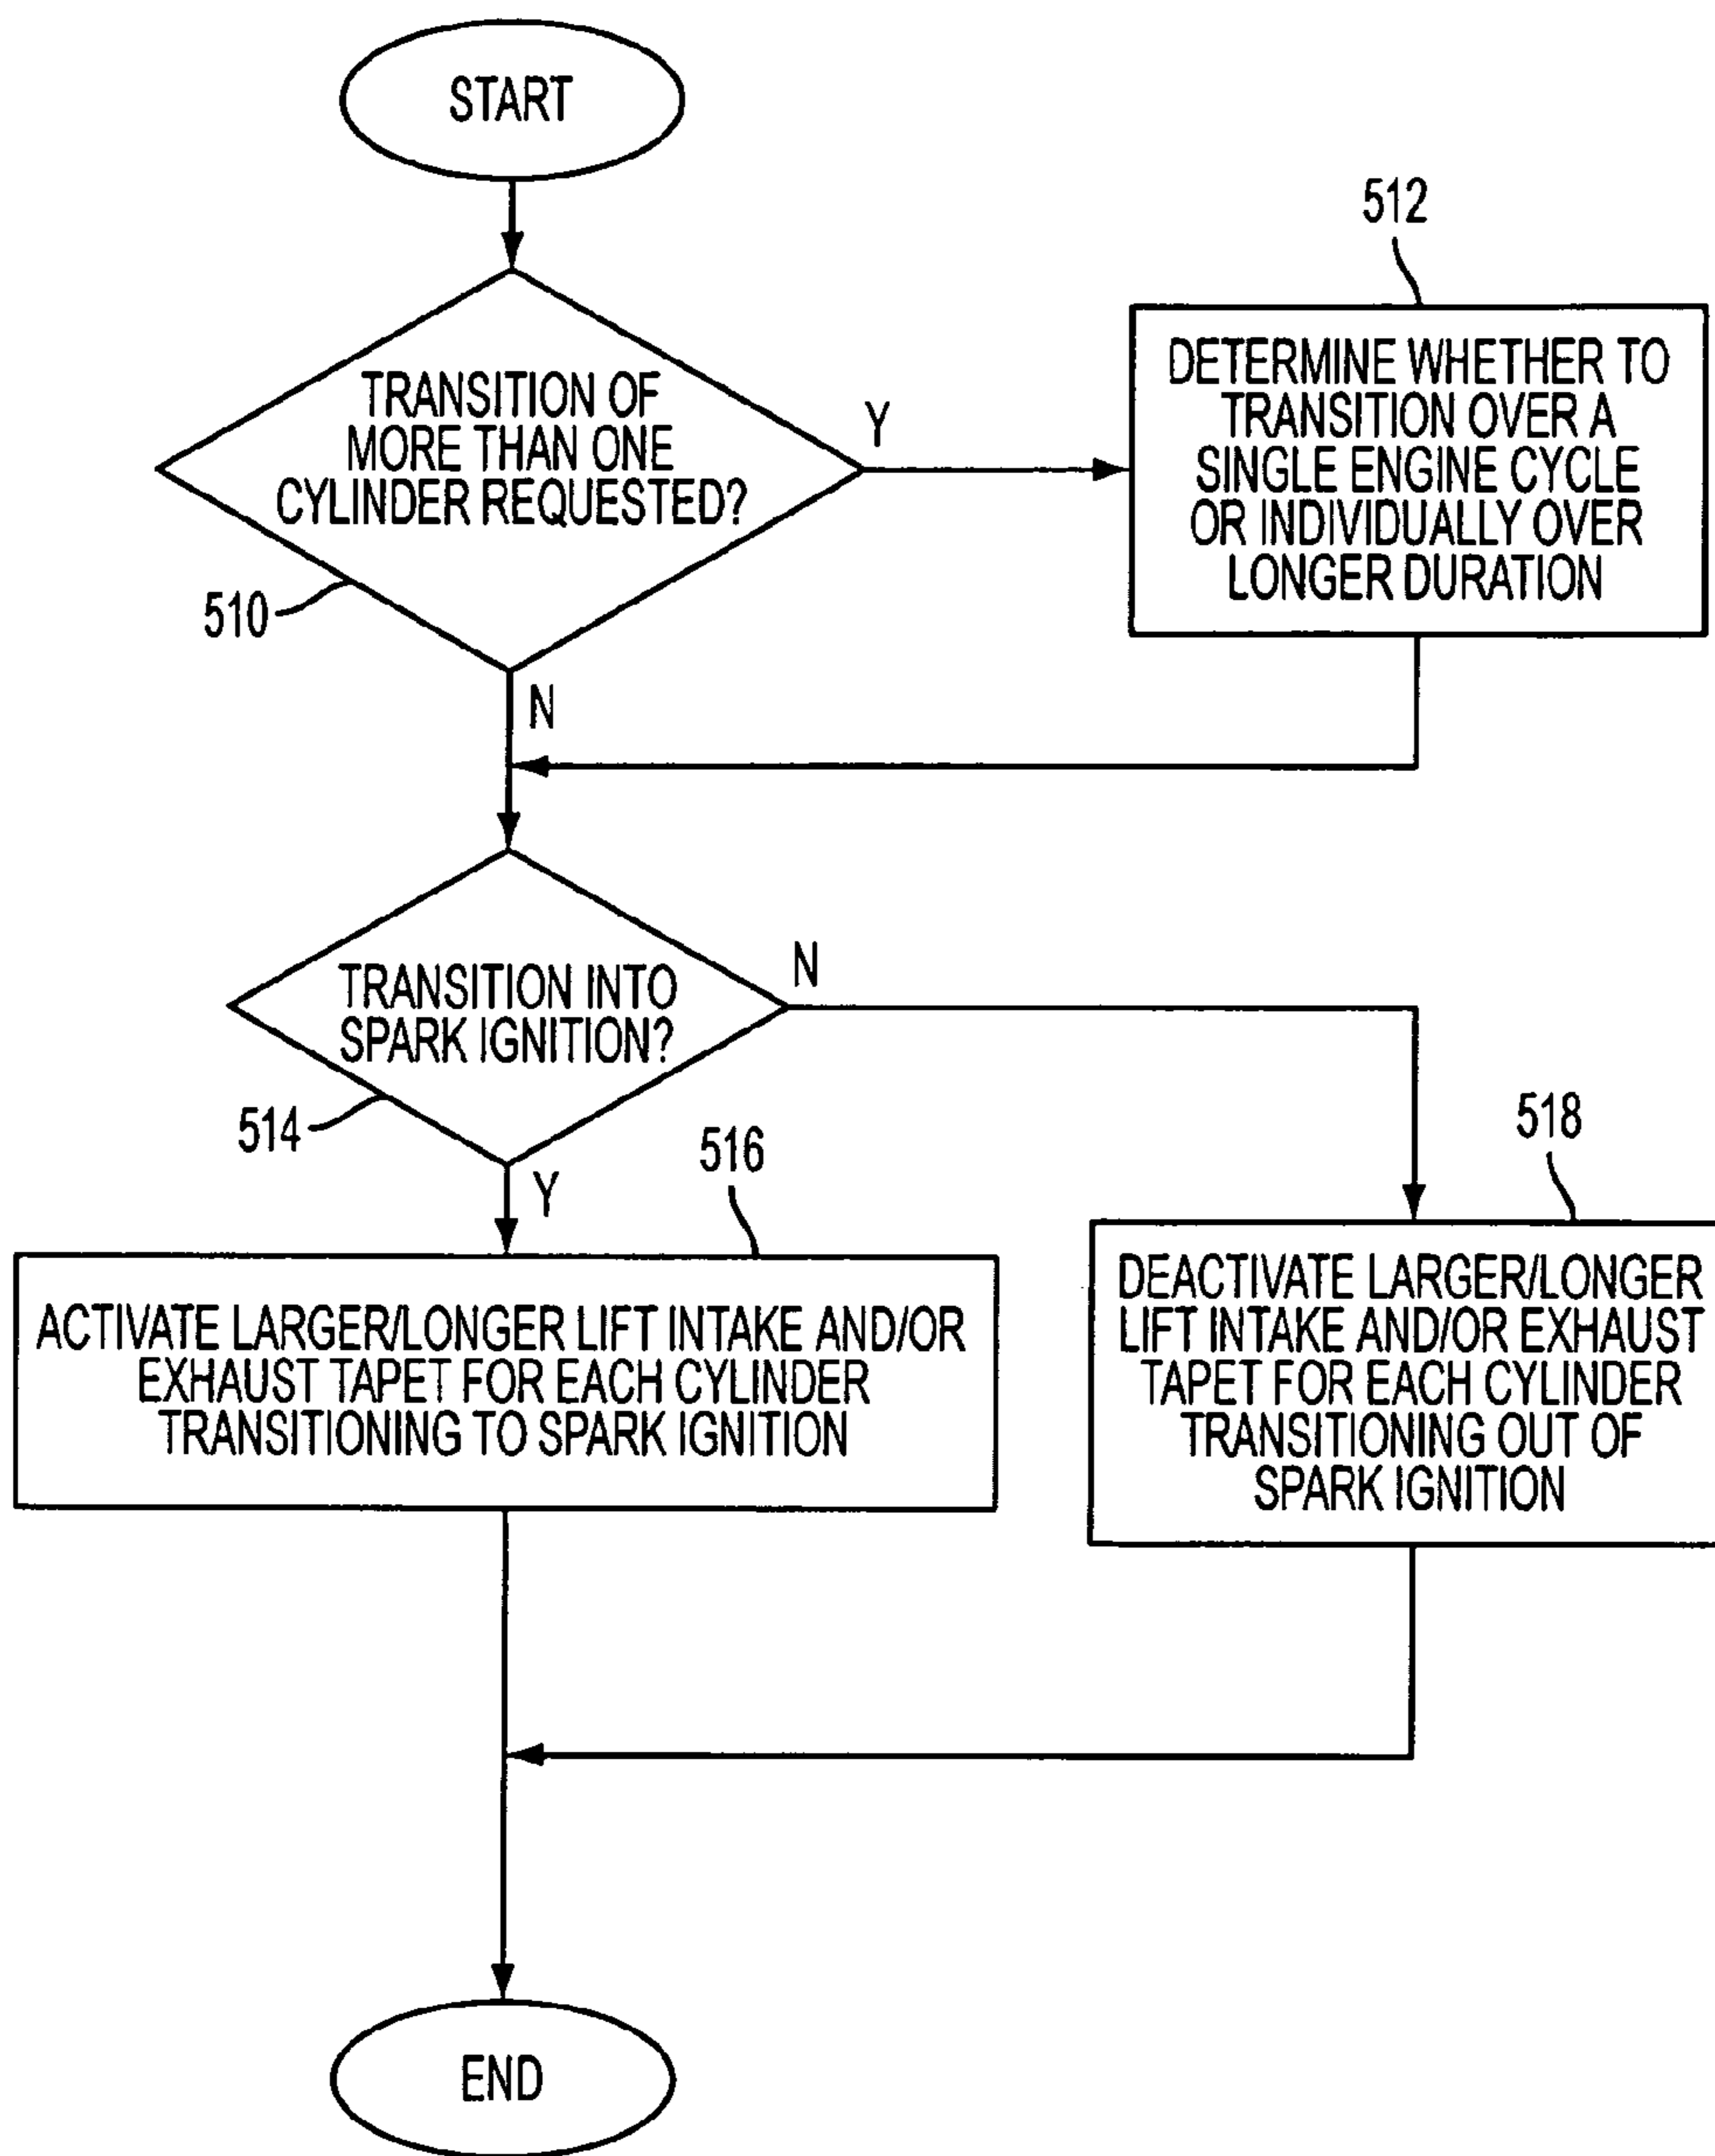 START
TRANSITION OF
MORE THAN ONE
CYLINDER REQUESTED?
510
Y
512
DETERMINE WHETHER TO
TRANSITION OVER A
SINGLE ENGINE CYCLE
OR INDIVIDUALLY OVER
LONGER DURATION
N
TRANSITION INTO
SPARK IGNITION?
514
N
Y
516
ACTIVATE LARGER/LONGER LIFT INTAKE AND/OR
EXHAUST TAPET FOR EACH CYLINDER
TRANSITIONING TO SPARK IGNITION
518
DEACTIVATE LARGER/LONGER
LIFT INTAKE AND/OR EXHAUST
TAPET FOR EACH CYLINDER
TRANSITIONING OUT OF
SPARK IGNITION
END